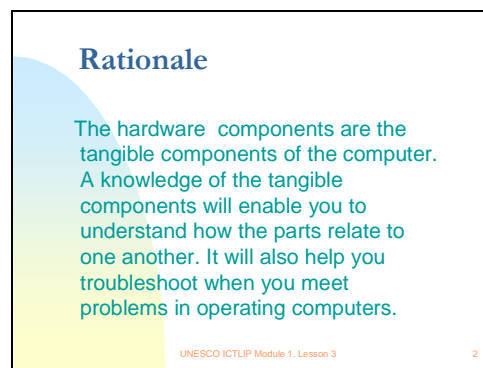 Rationale
The hardware components are the
tangible components of the computer.
A knowledge of the tangible
components will enable you to
understand how the parts relate to
one another. It will also help you
troubleshoot when you meet
problems in operating computers.
UNESCO ICTLIP Module 1. Lesson 3 2